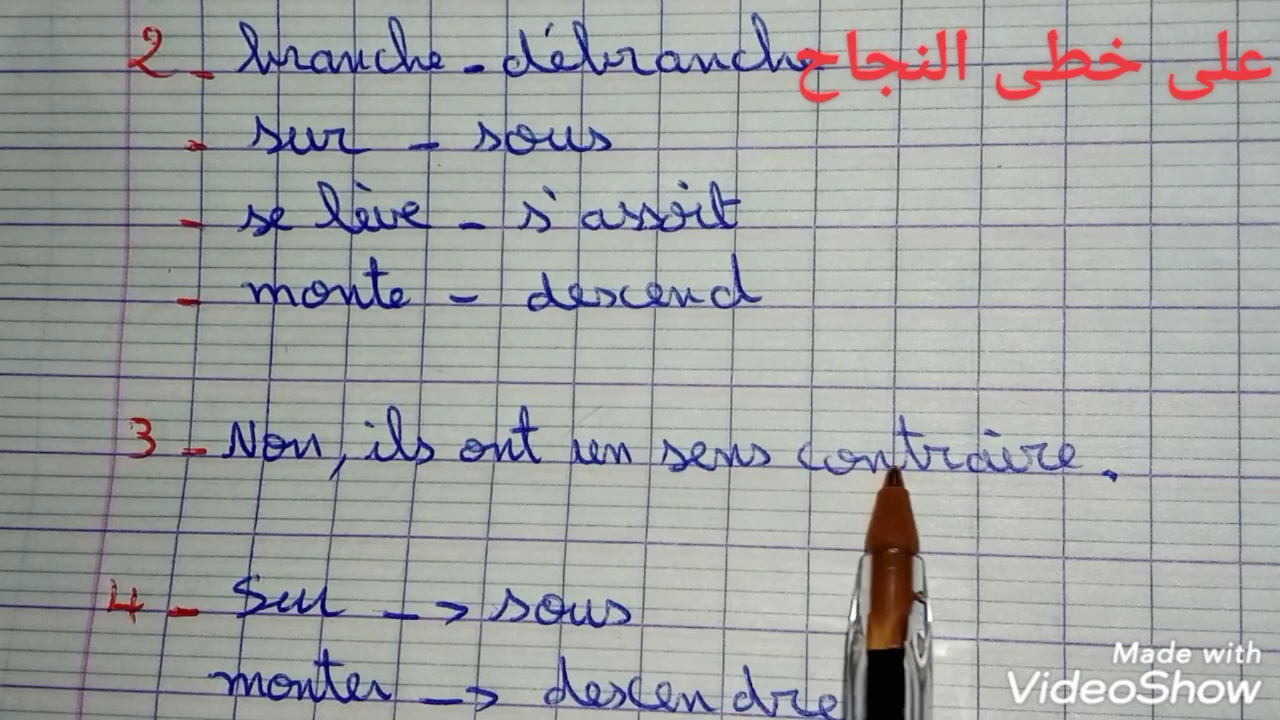 2 - branche - débranche على خطى النجاح
- sur - sous
- se lève - s'assoit
- monte - descend
3 - Non, ils ont un sens contraire.
4 - Sur -> sous
monter -> descendre
Made with
VideoShow